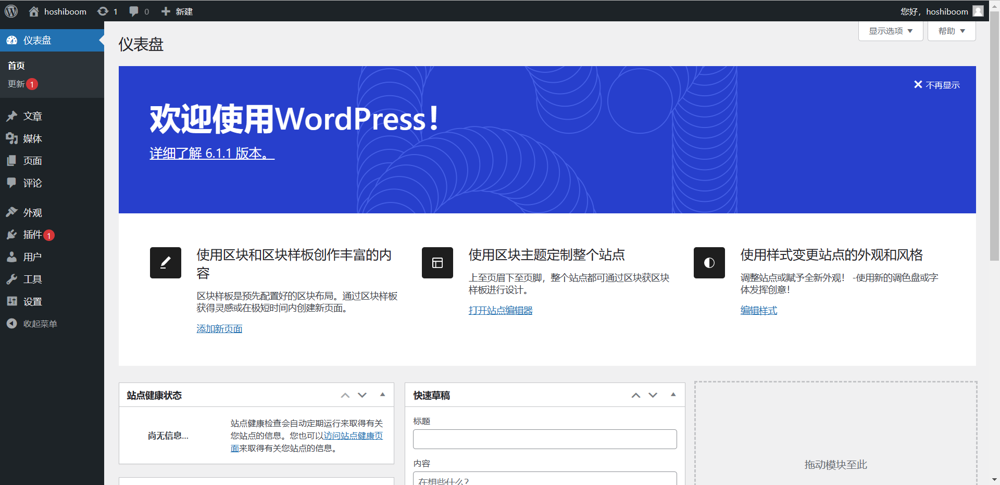 hoshiboom 1 0 新建
您好，hoshiboom
仪表盘
首页
更新 1
文章
媒体
页面
评论
外观
插件 1
用户
工具
设置
收起菜单
显示选项
帮助
仪表盘
不再显示
欢迎使用WordPress！
详细了解 6.1.1 版本。
使用区块和区块样板创作丰富的内
容
区块样板是预先配置好的区块布局。通过区块样板
获得灵感或在极短时间内创建新页面。
添加新页面
使用区块主题定制整个站点
上至页眉下至页脚，整个站点都可通过区块获区块
样板进行设计。
打开站点编辑器
使用样式变更站点的外观和风格
调整站点或赋予全新外观！ -使用新的调色盘或字
体发挥创意！
编辑样式
站点健康状态
尚无信息...
站点健康检查会自动定期运行来取得有关
您站点的信息。您也可以访问站点健康页
面来取得有关您站点的信息。
快速草稿
标题
内容
在想些什么？
拖动模块至此